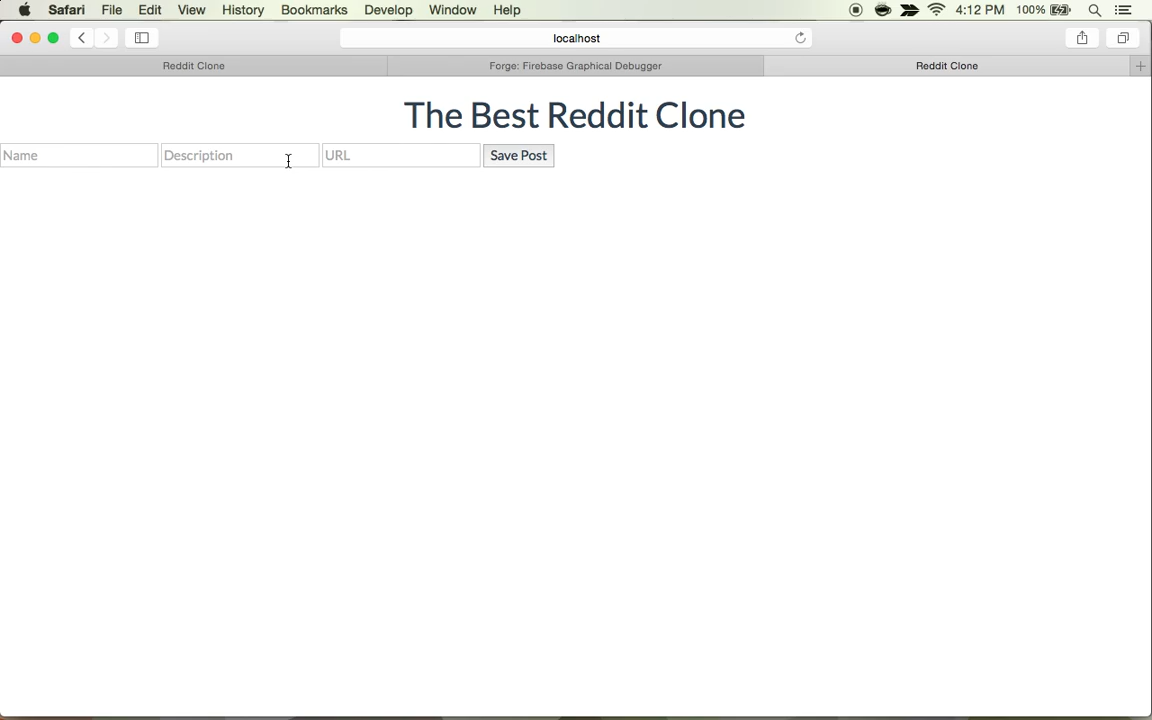 Safari File Edit View History Bookmarks Develop Window Help 4:12 PM 100%
localhost
Reddit Clone Forge: Firebase Graphical Debugger Reddit Clone
The Best Reddit Clone
Name Description URL Save Post